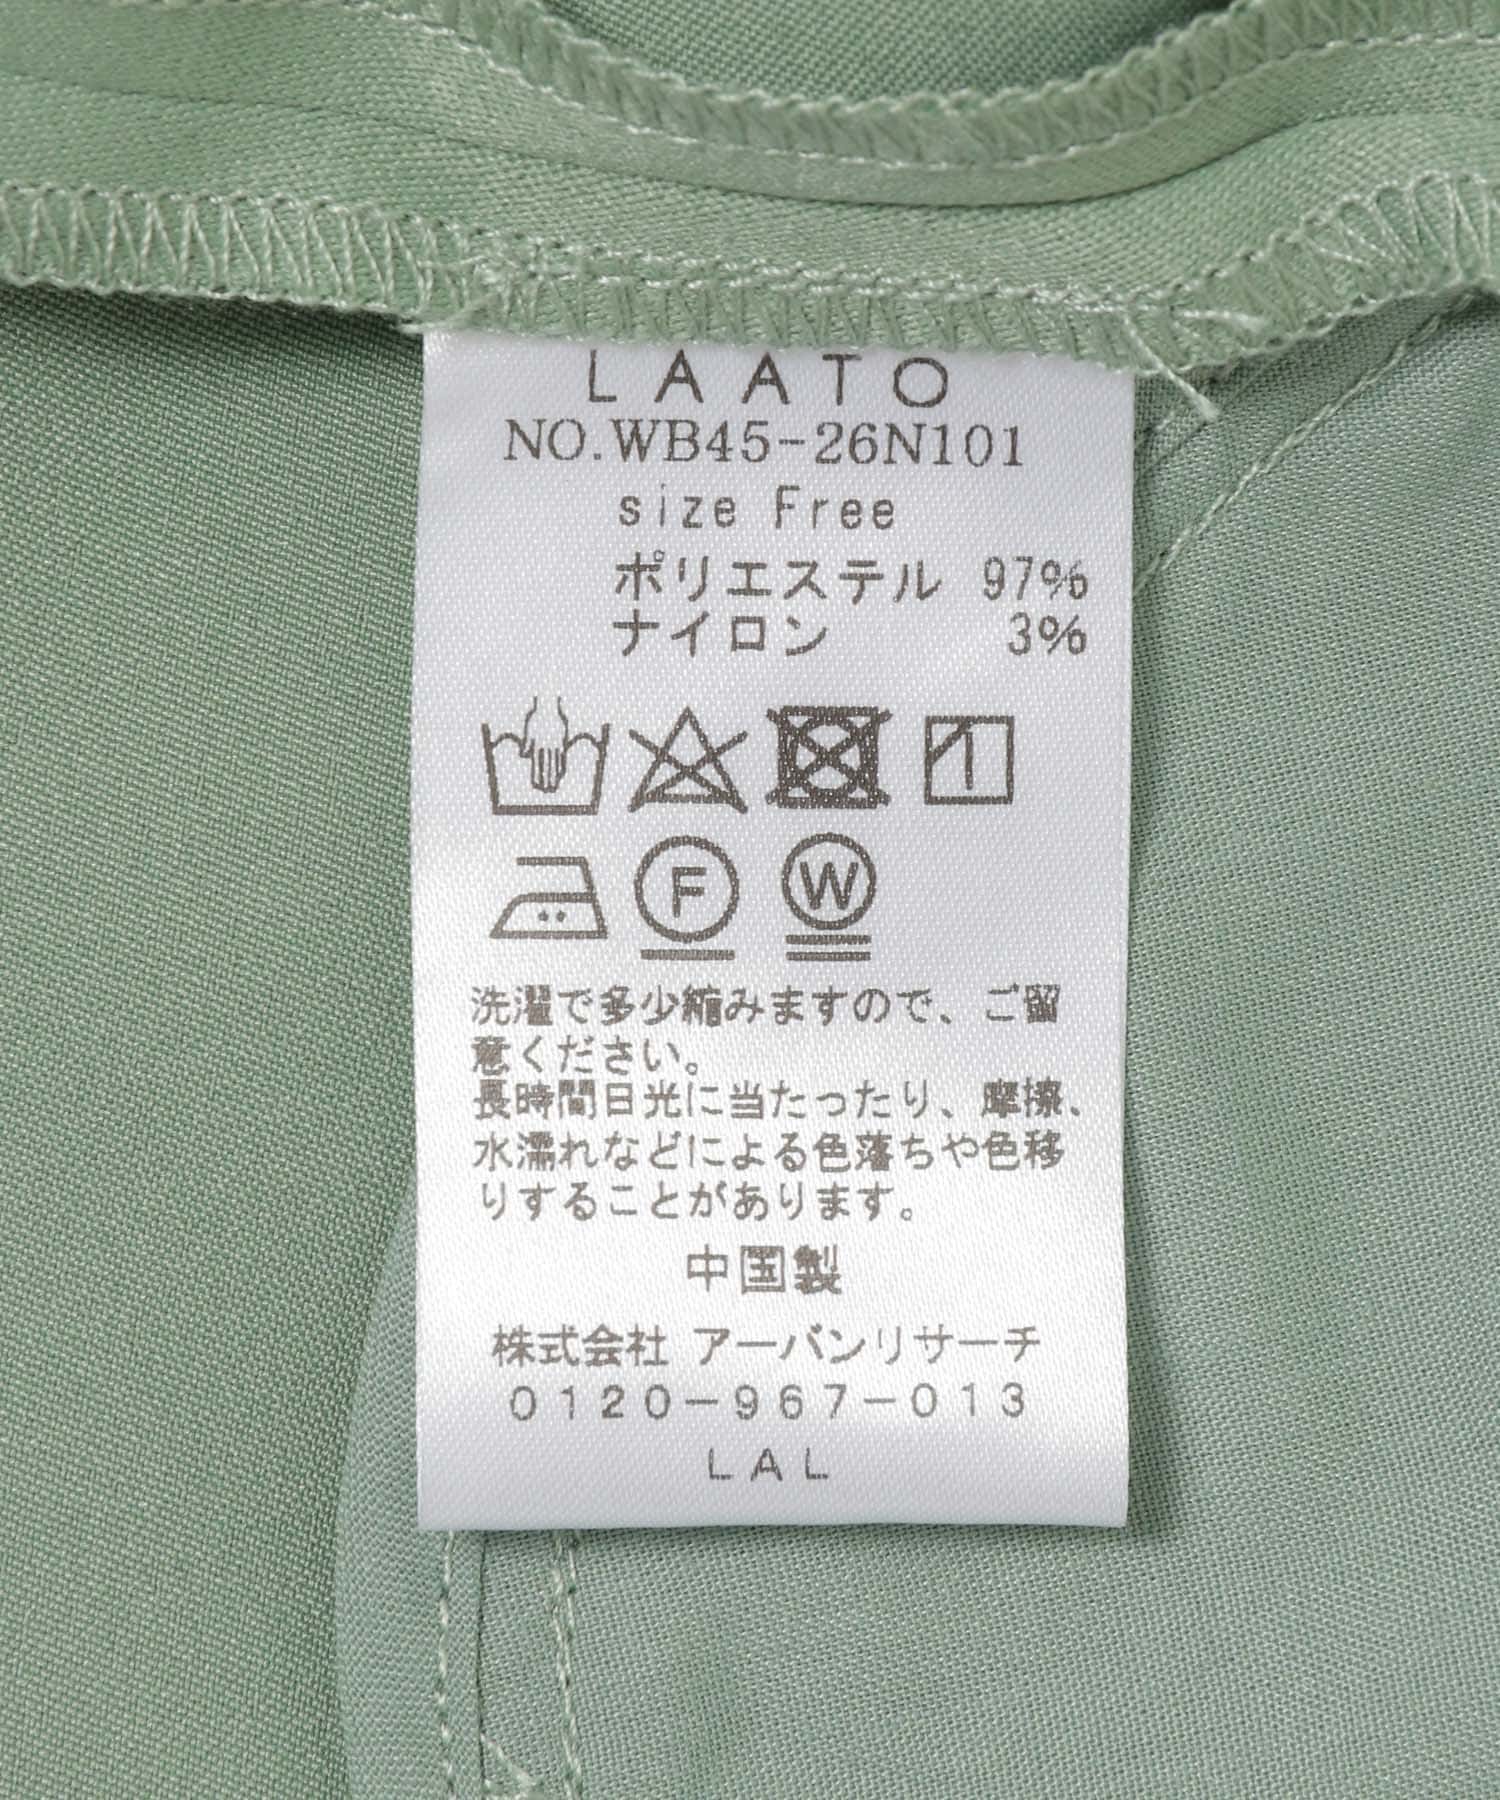 LAATO
NO.WB45-26N101
size Free
ポリエステル 97%
ナイロン 3%
F W
洗濯で多少縮みますので、ご留
意ください。
長時間日光に当たったり、摩擦、
水濡れなどによる色落ちや色移
りすることがあります。
中国製
株式会社 アーバンリサーチ
0120-967-013
LAL